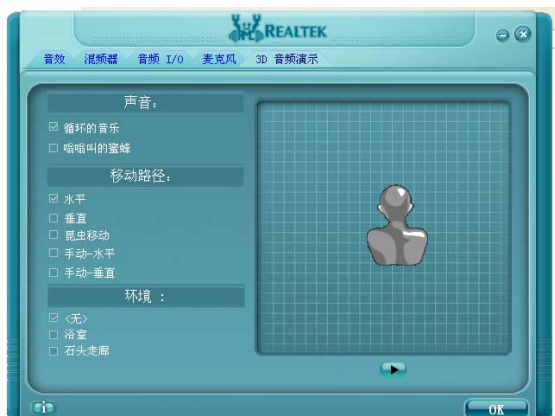 REALTEK
音效 混频器 音频 I/O 麦克风 3D 音频演示
声音:
循环的音乐
嗡嗡叫的蜜蜂
移动路径:
水平
垂直
昆虫移动
手动-水平
手动-垂直
环境 :
<无>
浴室
石头走廊
i
OK